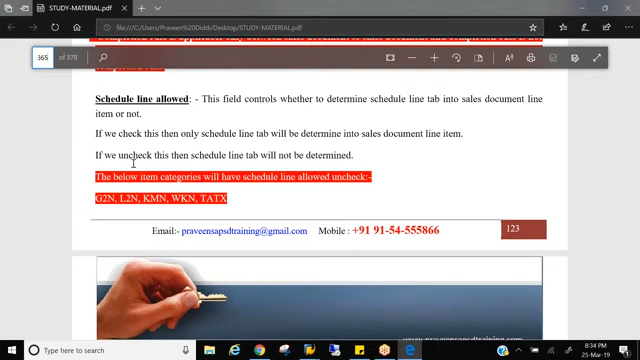 STUDY-MATERIAL.pdf
file:///C:/Users/Praveen%20Didi/Desktop/STUDY-MATERIAL.pdf
365 of 379
Schedule line allowed: - This field controls whether to determine schedule line tab into sales document line
item or not.
If we check this then only schedule line tab will be determine into sales document line item.
If we uncheck this then schedule line tab will not be determined.
The below item categories will have schedule line allowed uncheck:-
G2N, L2N, KMN, WKN, TATX
Email:- praveensapsdtraining@gmail.com Mobile : +91 91-54-555866 123
www.praveensapsdtraining.com
Type here to search
8:34 PM
25-Mar-19